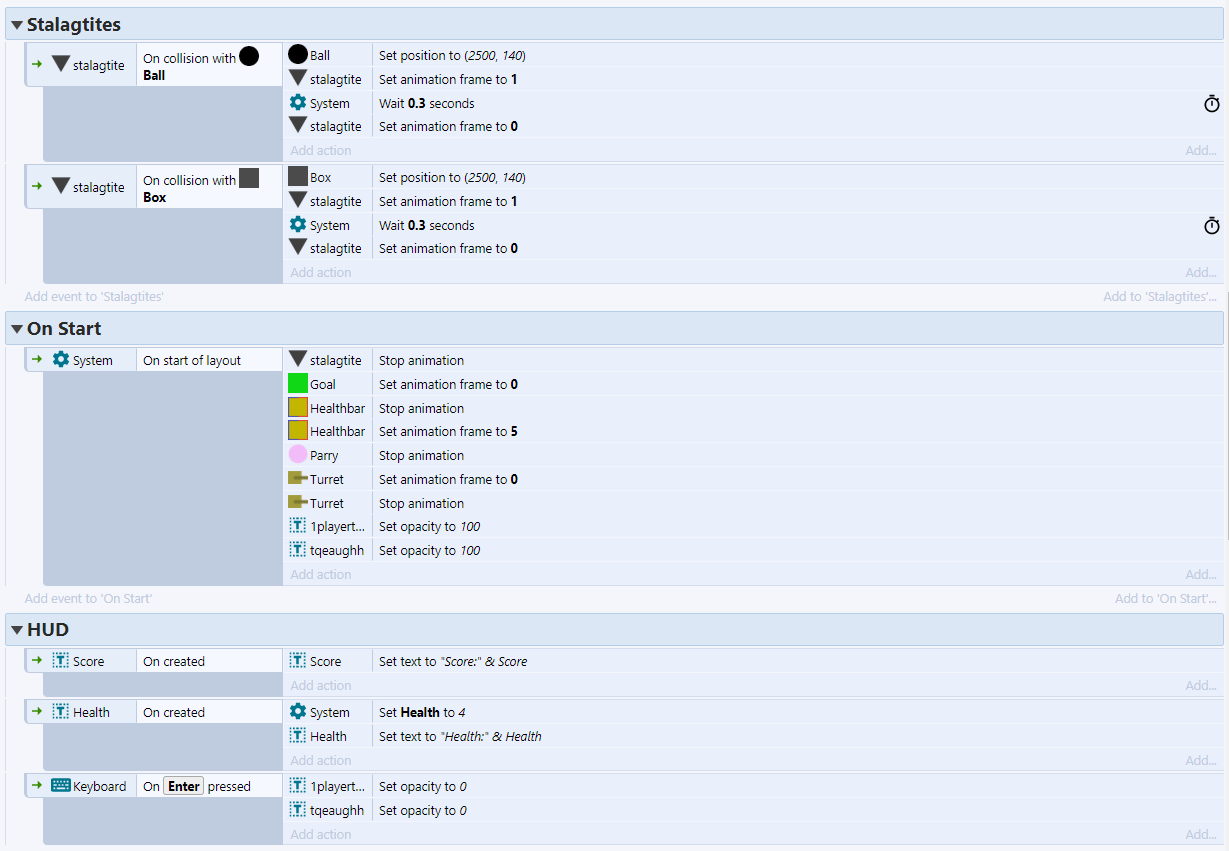 Stalagtites
stalagtite On collision with Ball
Ball Set position to (2500, 140)
stalagtite Set animation frame to 1
System Wait 0.3 seconds
stalagtite Set animation frame to 0
Add action Add...
stalagtite On collision with Box
Box Set position to (2500, 140)
stalagtite Set animation frame to 1
System Wait 0.3 seconds
stalagtite Set animation frame to 0
Add action Add...
Add event to 'Stalagtites' Add to 'Stalagtites'...
On Start
System On start of layout
stalagtite Stop animation
Goal Set animation frame to 0
Healthbar Stop animation
Healthbar Set animation frame to 5
Parry Stop animation
Turret Set animation frame to 0
Turret Stop animation
1playert... Set opacity to 100
tqeaughh Set opacity to 100
Add action Add...
Add event to 'On Start' Add to 'On Start'...
HUD
Score On created
Score Set text to "Score:" & Score
Add action Add...
Health On created
System Set Health to 4
Health Set text to "Health:" & Health
Add action Add...
Keyboard On Enter pressed
1playert... Set opacity to 0
tqeaughh Set opacity to 0
Add action Add...